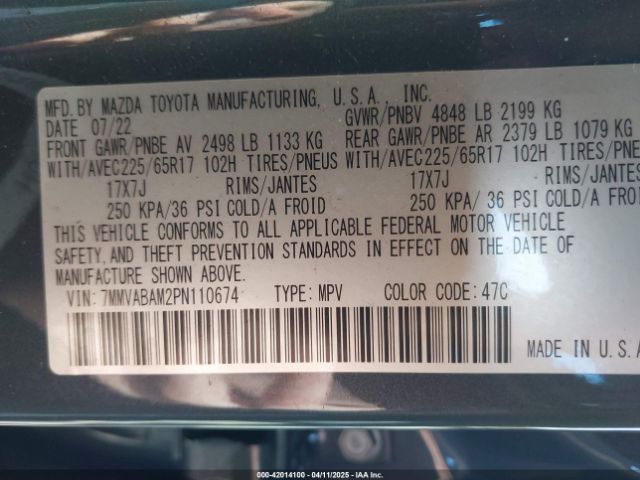 MFD. BY MAZDA TOYOTA MANUFACTURING, U.S.A., INC.
DATE 07/22 GVWR/PNBV 4848 LB 2199 KG
FRONT GAWR/PNBE AV 2498 LB 1133 KG REAR GAWR/PNBE AR 2379 LB 1079 KG
WITH/AVEC225/65R17 102H TIRES/PNEUS WITH/AVEC225/65R17 102H TIRES/PNEUS
17X7J RIMS/JANTES 17X7J RIMS/JANTES
250 KPA/36 PSI COLD/A FROID 250 KPA/ 36 PSI COLD/A FROID
THIS VEHICLE CONFORMS TO ALL APPLICABLE FEDERAL MOTOR VEHICLE
SAFETY, AND THEFT PREVENTION STANDARDS IN EFFECT ON THE DATE OF
MANUFACTURE SHOWN ABOVE.
VIN: 7MMVABAM2PN110674 TYPE: MPV COLOR CODE: 47C
MADE IN U.S.A
000-42014100 - 04/11/2025 - IAA Inc.